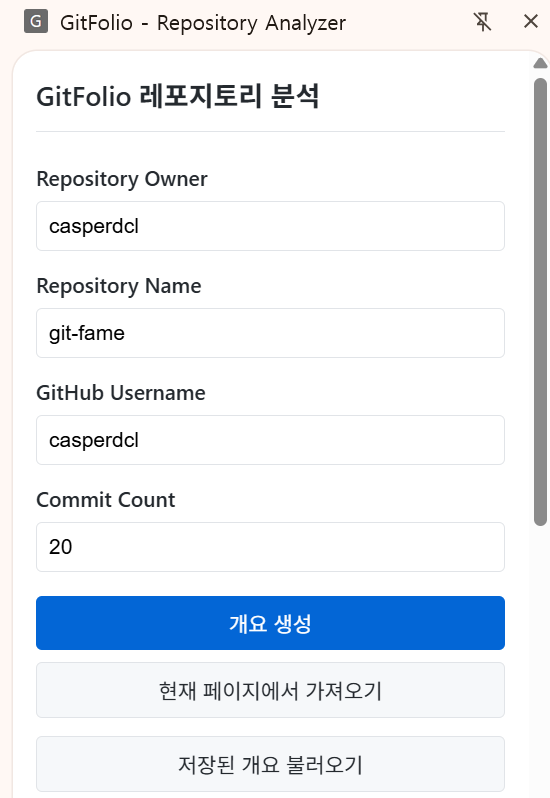 G GitFolio - Repository Analyzer
GitFolio 레포지토리 분석
Repository Owner
casperdcl
Repository Name
git-fame
GitHub Username
casperdcl
Commit Count
20
개요 생성
현재 페이지에서 가져오기
저장된 개요 불러오기